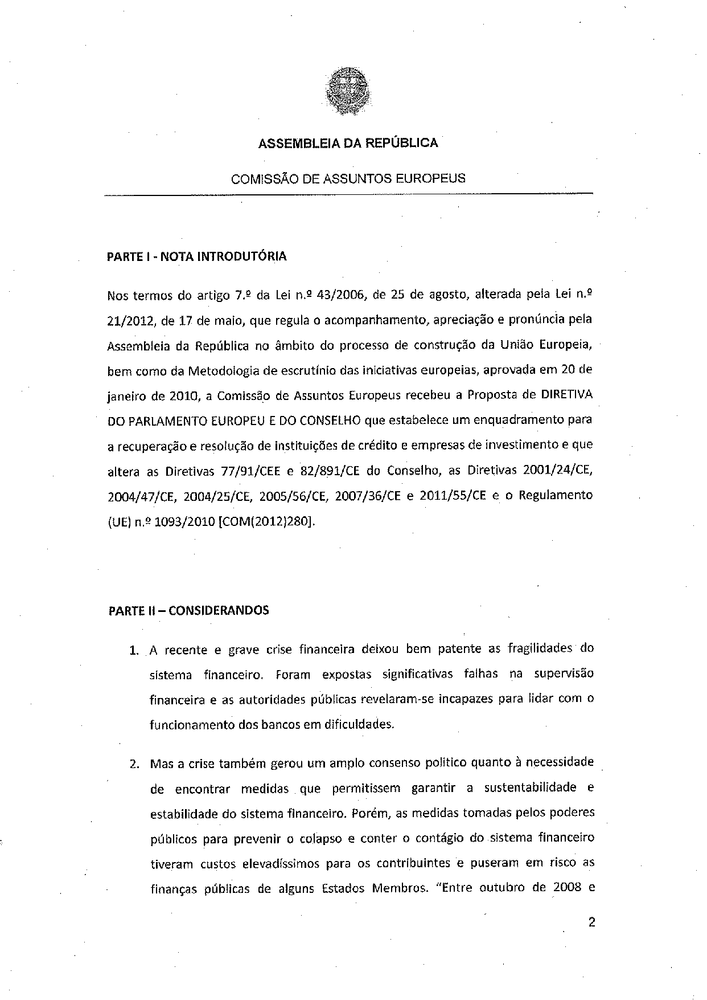 ASSEMBLEIA DA REPÚBLICA
COMISSÃO DE ASSUNTOS EUROPEUS
PARTE I - NOTA INTRODUTÓRIA
Nos termos do artigo 7.º da Lei n.º 43/2006, de 25 de agosto, alterada pela Lei n.º
21/2012, de 17 de maio, que regula o acompanhamento, apreciação e pronúncia pela
Assembleia da República no âmbito do processo de construção da União Europeia,
bem como da Metodologia de escrutínio das iniciativas europeias, aprovada em 20 de
janeiro de 2010, a Comissão de Assuntos Europeus recebeu a Proposta de DIRETIVA
DO PARLAMENTO EUROPEU E DO CONSELHO que estabelece um enquadramento para
a recuperação e resolução de instituições de crédito e empresas de investimento e que
altera as Diretivas 77/91/CEE e 82/891/CE do Conselho, as Diretivas 2001/24/CE,
2004/47/CE, 2004/25/CE, 2005/56/CE, 2007/36/CE e 2011/55/CE e o Regulamento
(UE) n.º 1093/2010 [COM(2012)280].
PARTE II – CONSIDERANDOS
1. A recente e grave crise financeira deixou bem patente as fragilidades do
sistema financeiro. Foram expostas significativas falhas na supervisão
financeira e as autoridades públicas revelaram-se incapazes para lidar com o
funcionamento dos bancos em dificuldades.
2. Mas a crise também gerou um amplo consenso politico quanto à necessidade
de encontrar medidas que permitissem garantir a sustentabilidade e
estabilidade do sistema financeiro. Porém, as medidas tomadas pelos poderes
públicos para prevenir o colapso e conter o contágio do sistema financeiro
tiveram custos elevadíssimos para os contribuintes e puseram em risco as
finanças públicas de alguns Estados Membros. "Entre outubro de 2008 e
2